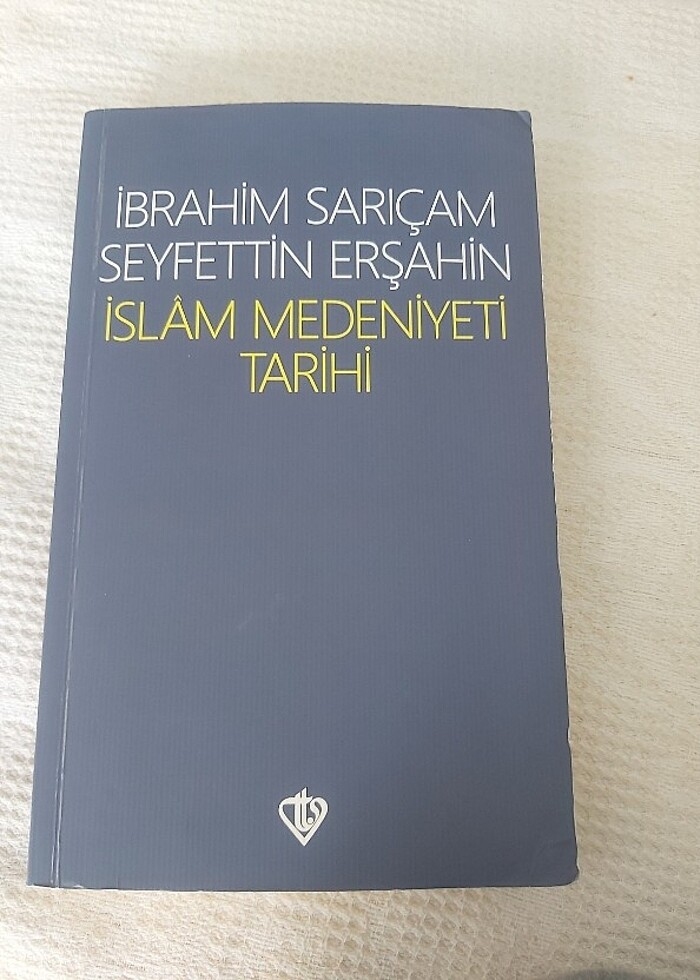 İBRAHİM SARIÇAM
SEYFETTİN ERŞAHİN
İSLÂM MEDENİYETİ
TARİHİ